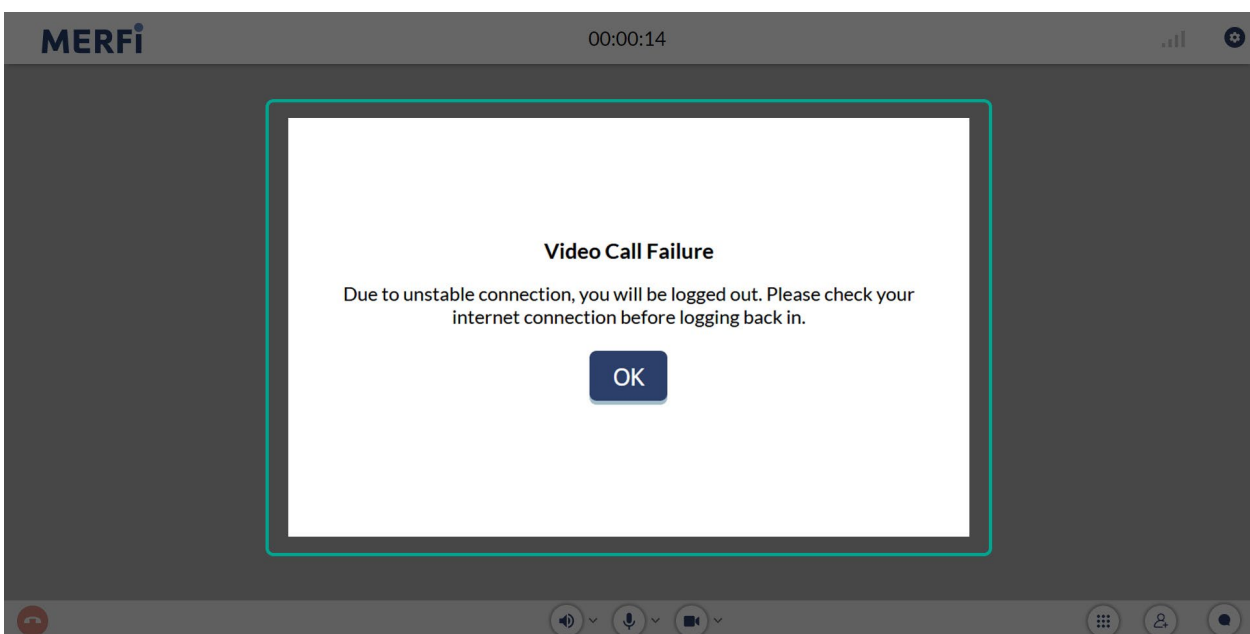 MERFi
00:00:14
Video Call Failure
Due to unstable connection, you will be logged out. Please check your
internet connection before logging back in.
OK